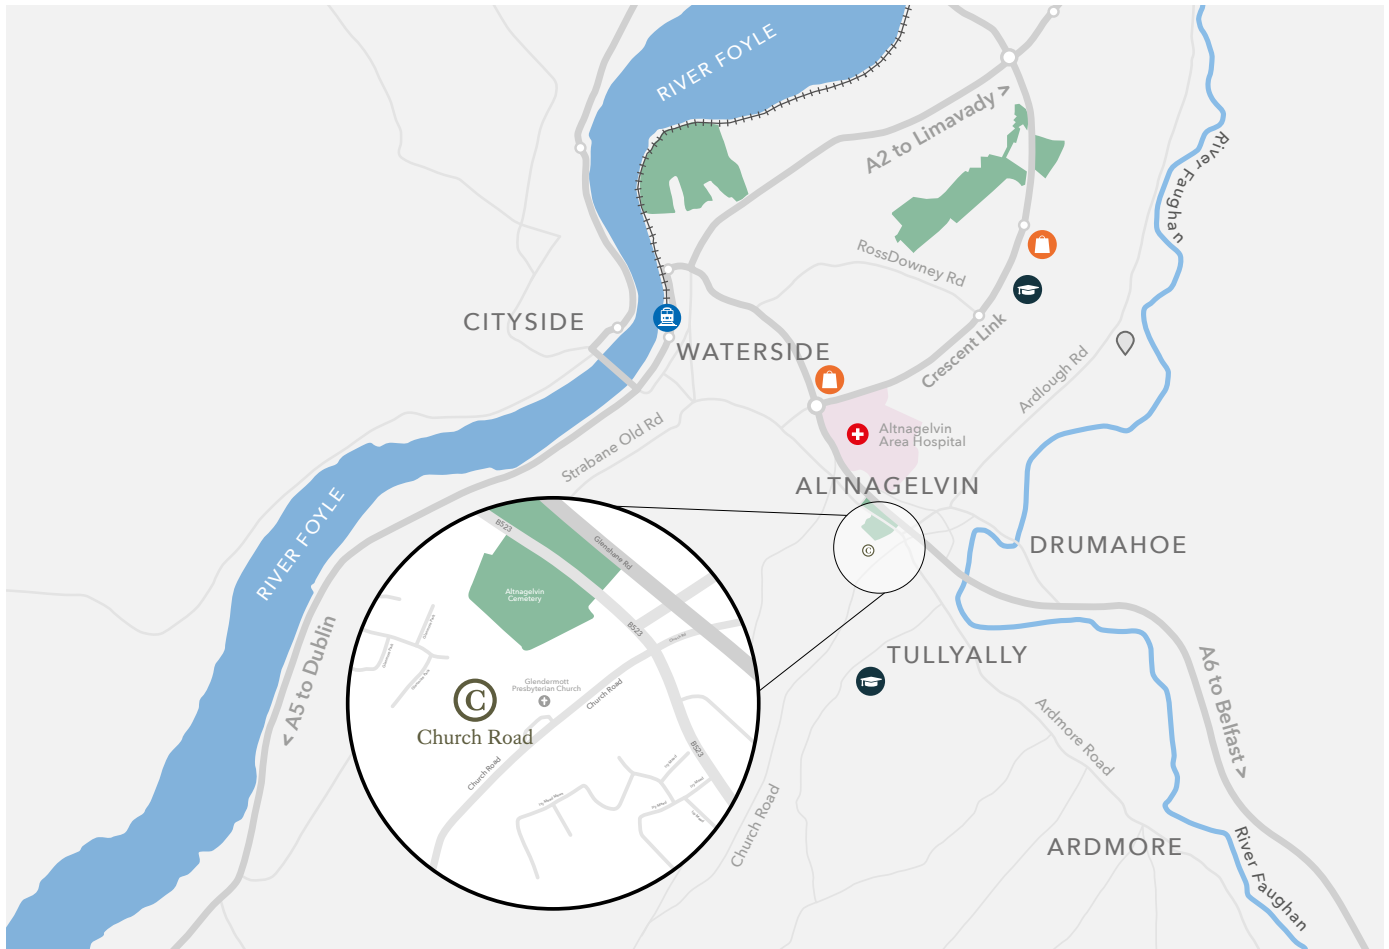 RIVER FOYLE
A2 to Limavady >
River Faughan
RossDowney Rd
CITYSIDE
WATERSIDE
Crescent Link
Ardlough Rd
Strabane Old Rd
Altnagelvin
Area Hospital
ALTNAGELVIN
RIVER FOYLE
DRUMAHOE
B523
Glenshane Rd
Altnagelvin
Cemetery
B523
Church Rd
C
TULLYALLY
< A5 to Dublin
A6 to Belfast >
Glendermott
Presbyterian Church
Church Road
C
Church Road
Ardmore Road
B523
Church Road
Church Road
ARDMORE
River Faughan